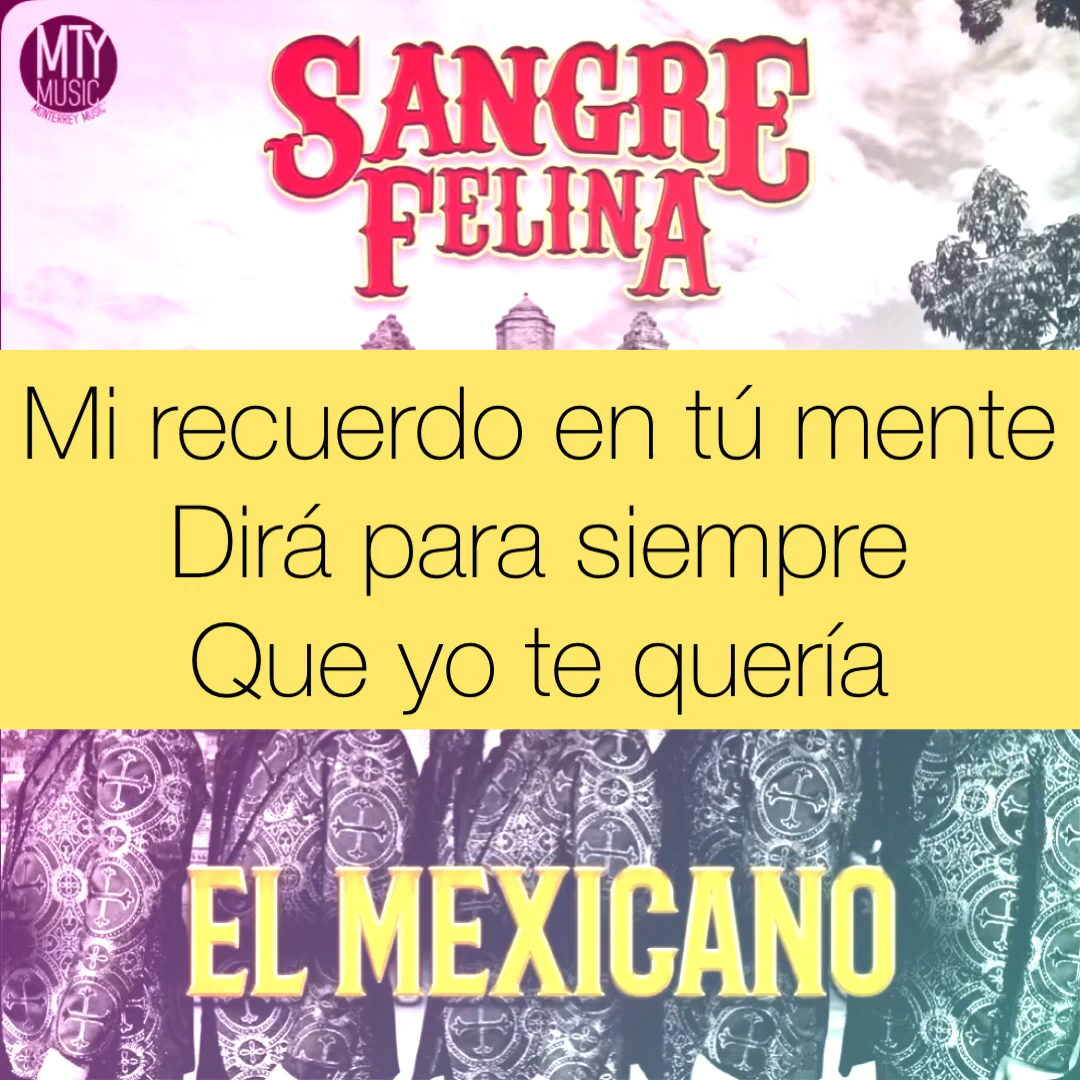 MTY
MUSIC
MONTERREY MUSIC
SANGRE
FELINA
Mi recuerdo en tú mente
Dirá para siempre
Que yo te quería
EL MEXICANO